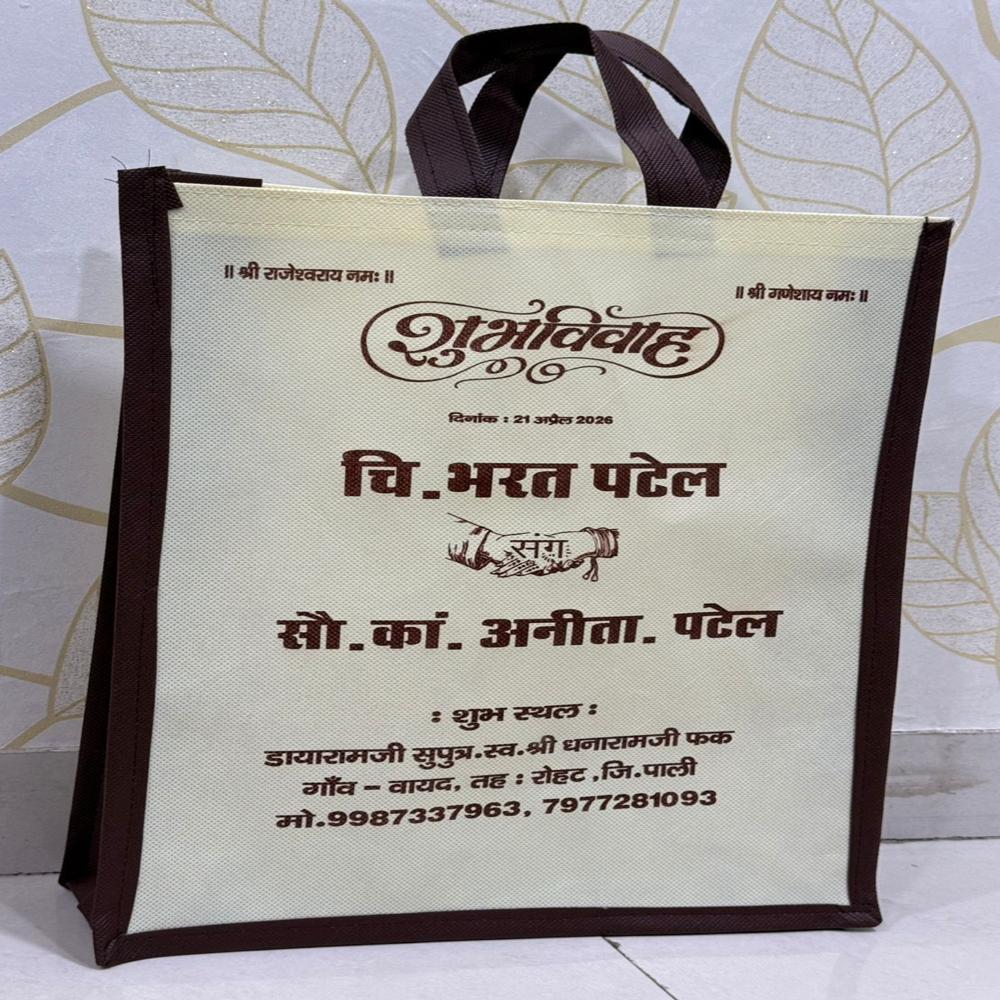 ॥ श्री राजेश्वराय नमः ॥
॥ श्री गणेशाय नमः ॥
शुभविवाह
दिनांक : 21 अप्रैल 2026
चि.भरत पटेल
संग
सौ.कां. अनीता. पटेल
: शुभ स्थल :
डायारामजी सुपुत्र.स्व.श्री धनारामजी फक
गाँव – वायद, तह : रोहट ,जि.पाली
मो.9987337963, 7977281093